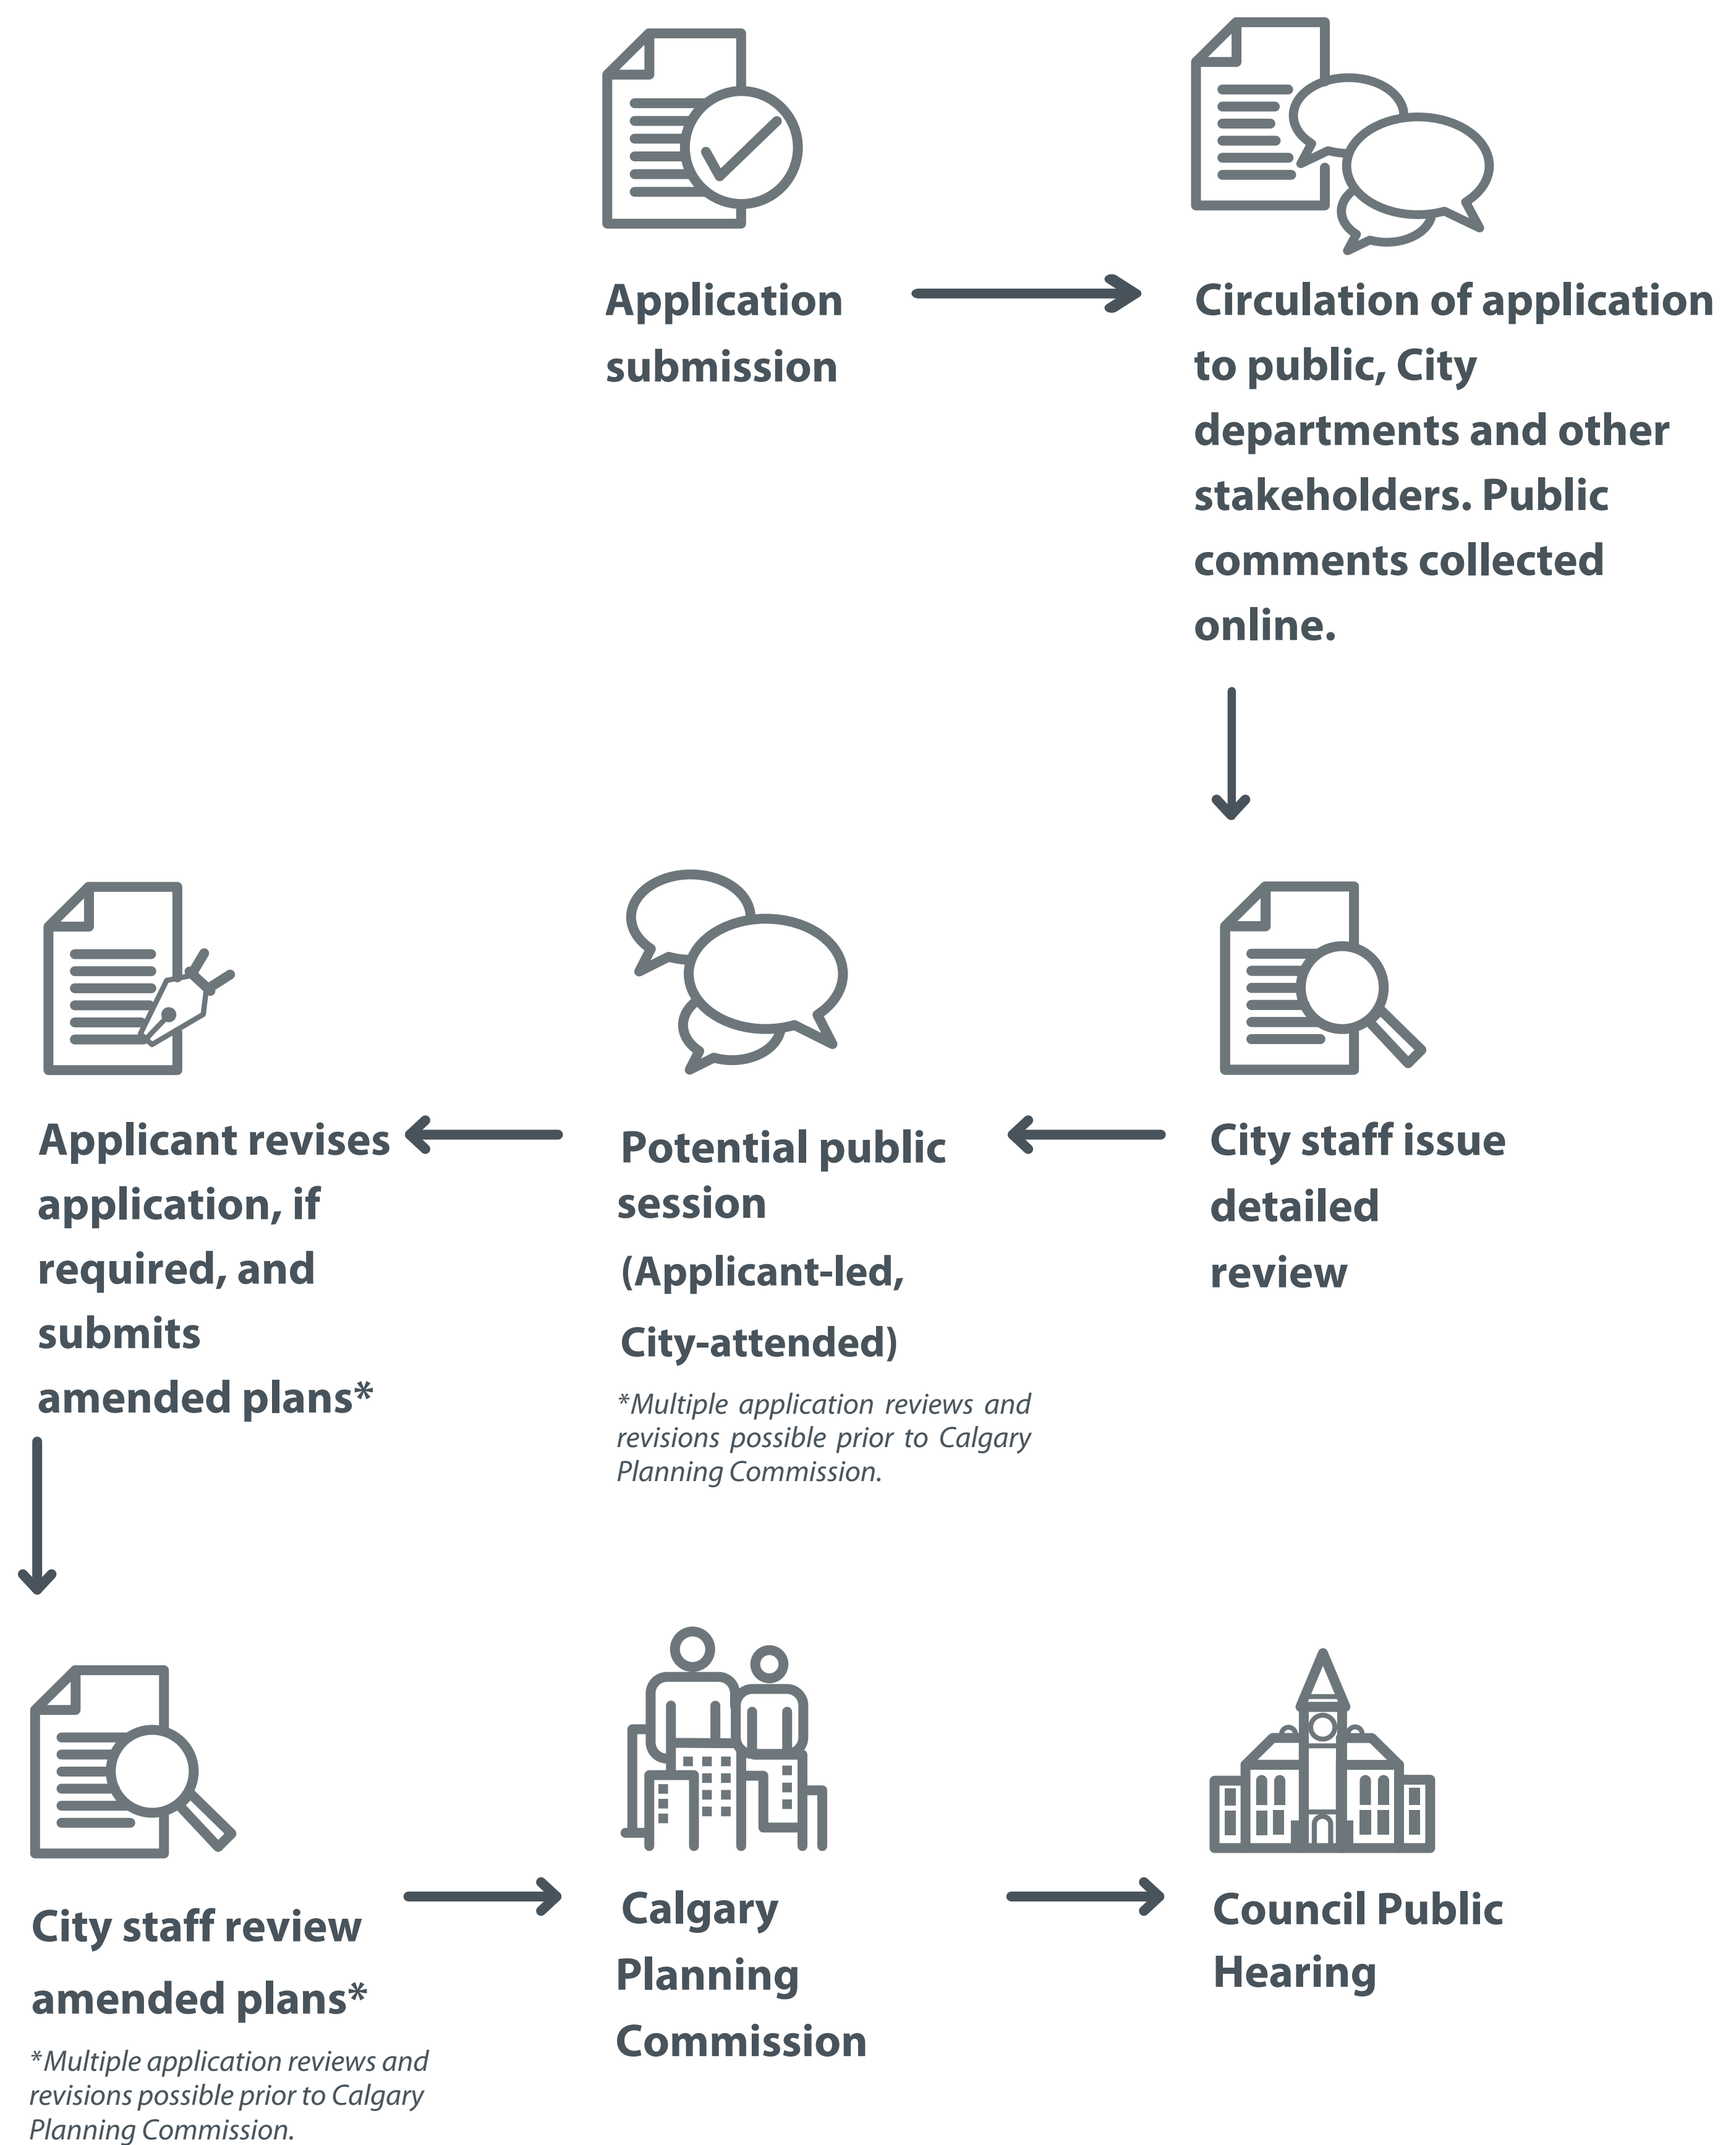 Application
submission
Circulation of application
to public, City
departments and other
stakeholders. Public
comments collected
online.
City staff issue
detailed
review
Potential public
session
(Applicant-led,
City-attended)
*Multiple application reviews and
revisions possible prior to Calgary
Planning Commission.
Applicant revises
application, if
required, and
submits
amended plans*
City staff review
amended plans*
*Multiple application reviews and
revisions possible prior to Calgary
Planning Commission.
Calgary
Planning
Commission
Council Public
Hearing